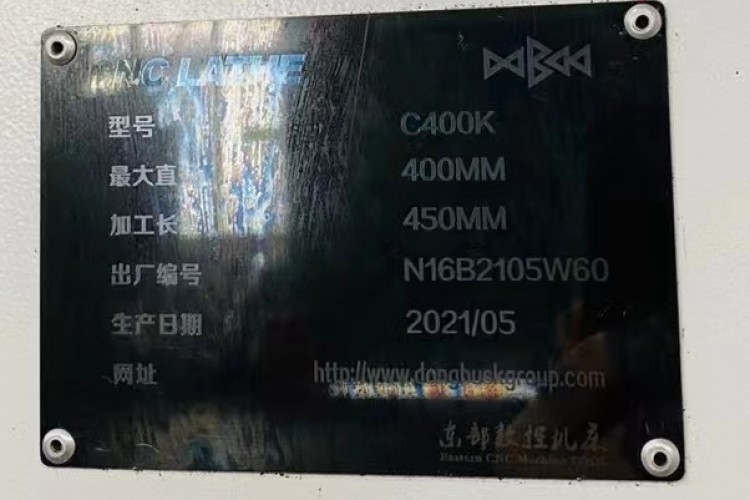 CNC LATHE
型号 C400K
最大直 400MM
加工长 450MM
出厂编号 N16B2105W60
生产日期 2021/05
网址 http://www.dongbuskgroup.com
东部数控机床
Eastern CNC Machine TOOL